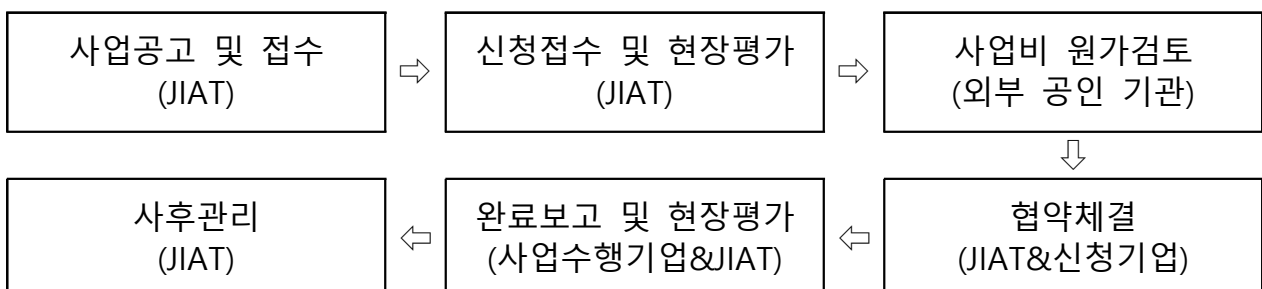 사업공고 및 접수
(JIAT)
신청접수 및 현장평가
(JIAT)
사업비 원가검토
(외부 공인 기관)
협약체결
(JIAT&신청기업)
완료보고 및 현장평가
(사업수행기업&JIAT)
사후관리
(JIAT)